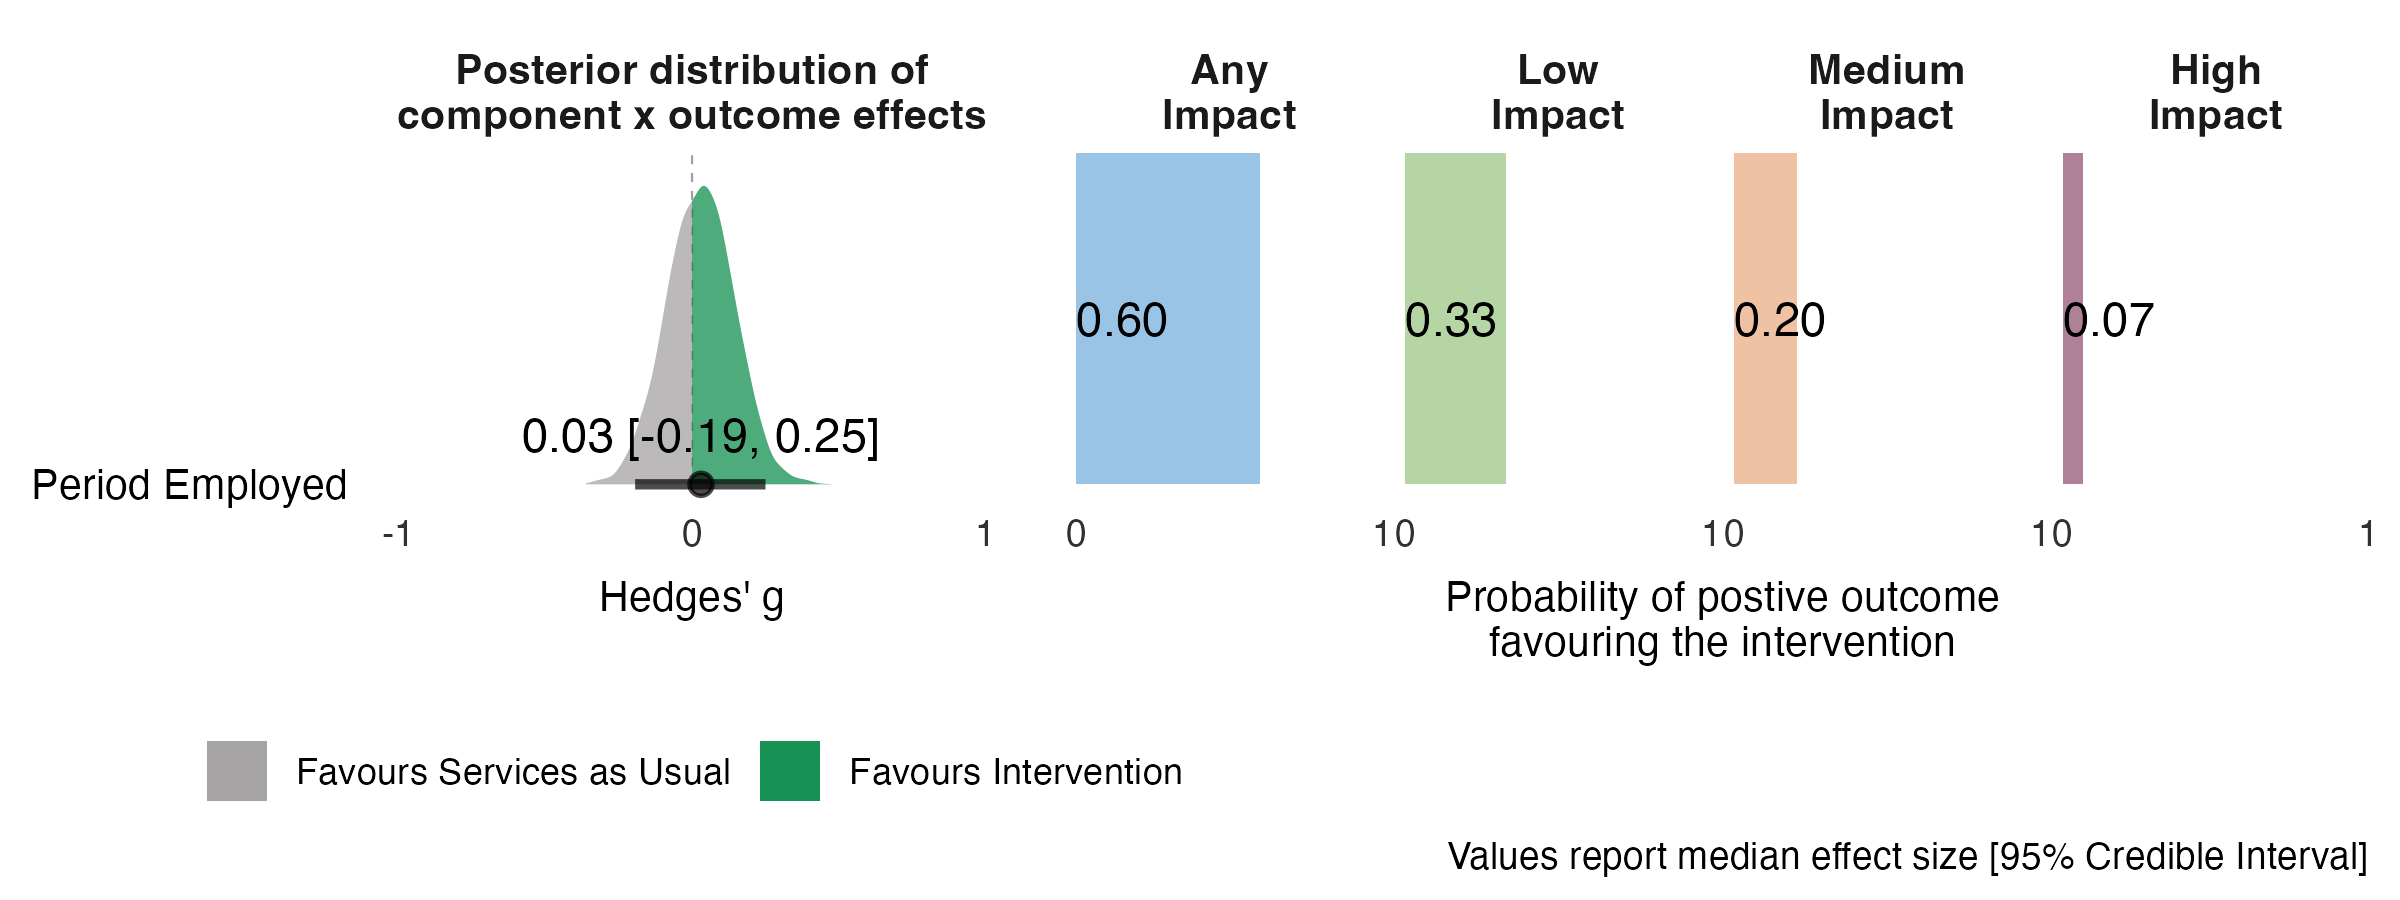 Posterior distribution of
component x outcome effects
Any
Impact
Low
Impact
Medium
Impact
High
Impact
0.60
0.33
0.20
0.07
0.03 [-0.19, 0.25]
Period Employed
-1 0 1 0 10 10 10 1
Hedges' g
Probability of postive outcome
favouring the intervention
Favours Services as Usual
Favours Intervention
Values report median effect size [95% Credible Interval]